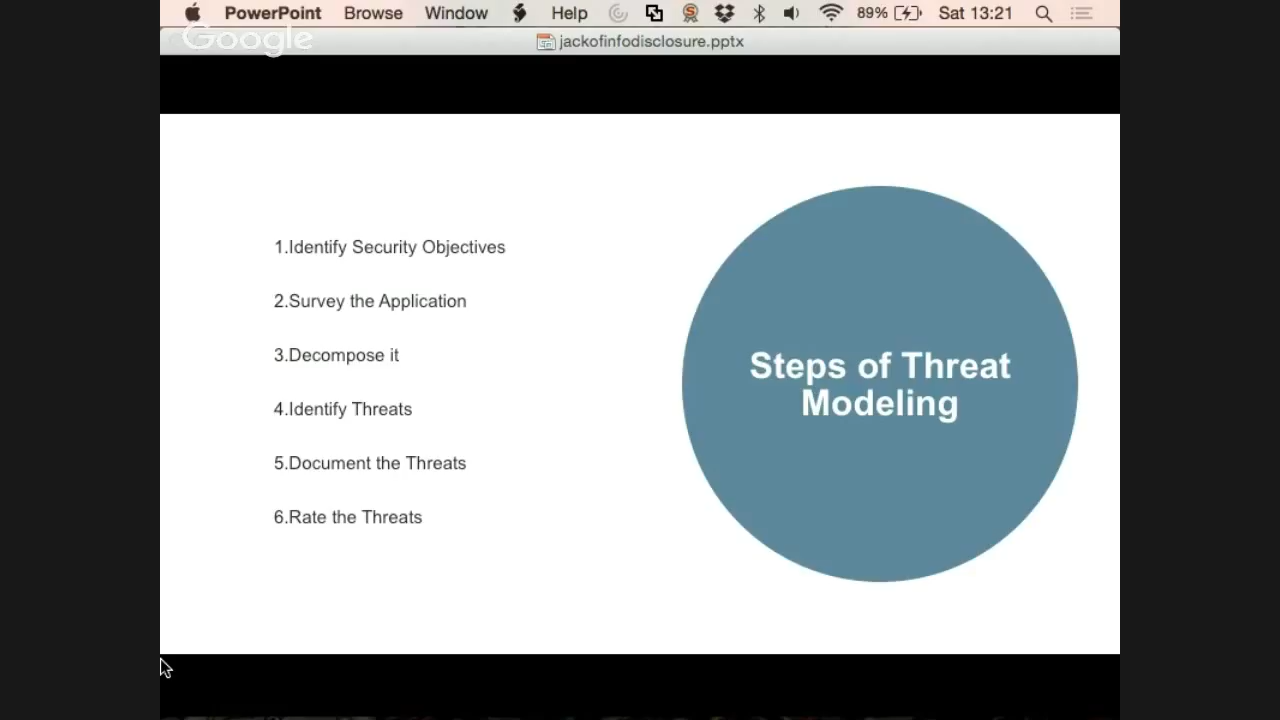 PowerPoint Browse Window Help 89% Sat 13:21
Google
jackofinfodisclosure.pptx
1.Identify Security Objectives
2.Survey the Application
3.Decompose it
4.Identify Threats
5.Document the Threats
6.Rate the Threats
Steps of Threat
Modeling